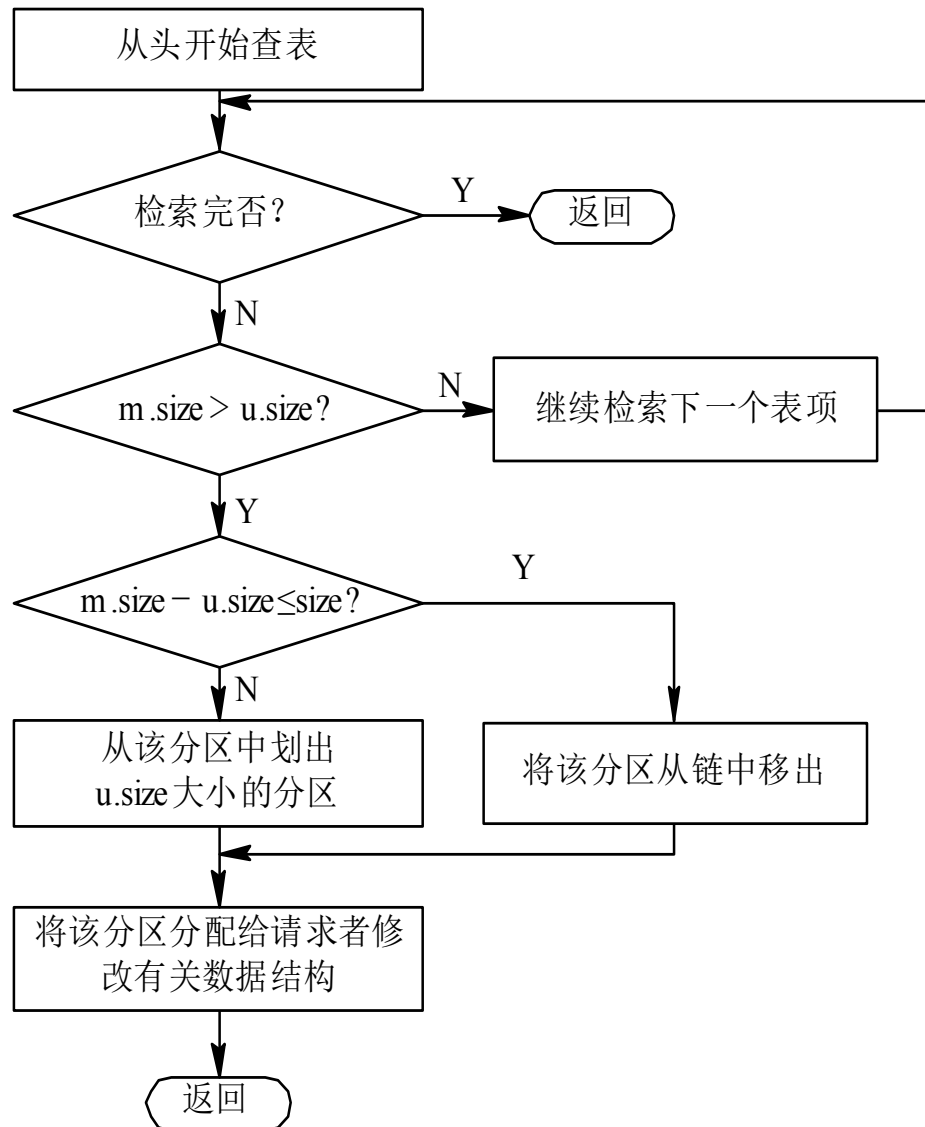 从头开始查表
检索完否？
Y
返回
N
m.size > u.size?
N
继续检索下一个表项
Y
m.size－ u.size≤size?
Y
N
从该分区中划出
u.size大小的分区
将该分区从链中移出
将该分区分配给请求者修
改有关数据结构
返回